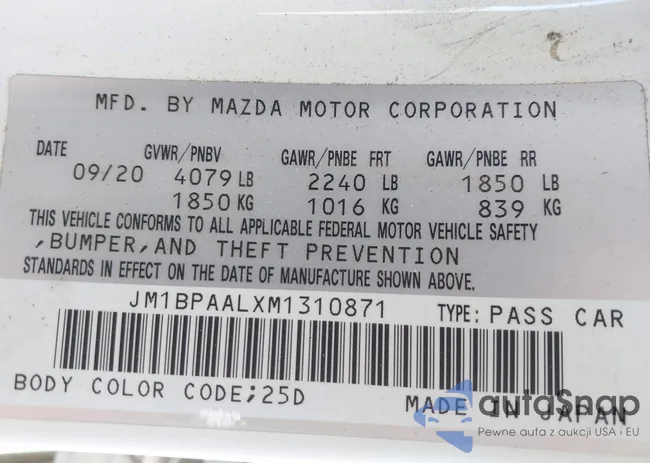 MFD. BY MAZDA MOTOR CORPORATION
DATE GVWR/PNBV GAWR/PNBE FRT GAWR/PNBE RR
09/20 4079 LB 2240 LB 1850 LB
1850 KG 1016 KG 839 KG
THIS VEHICLE CONFORMS TO ALL APPLICABLE FEDERAL MOTOR VEHICLE SAFETY
,BUMPER,AND THEFT PREVENTION
STANDARDS IN EFFECT ON THE DATE OF MANUFACTURE SHOWN ABOVE.
JM1BPAALXM1310871 TYPE: PASS CAR
BODY COLOR CODE;25D MADE IN JAPAN
autoSnap
Pewne auta z aukcji USA i EU